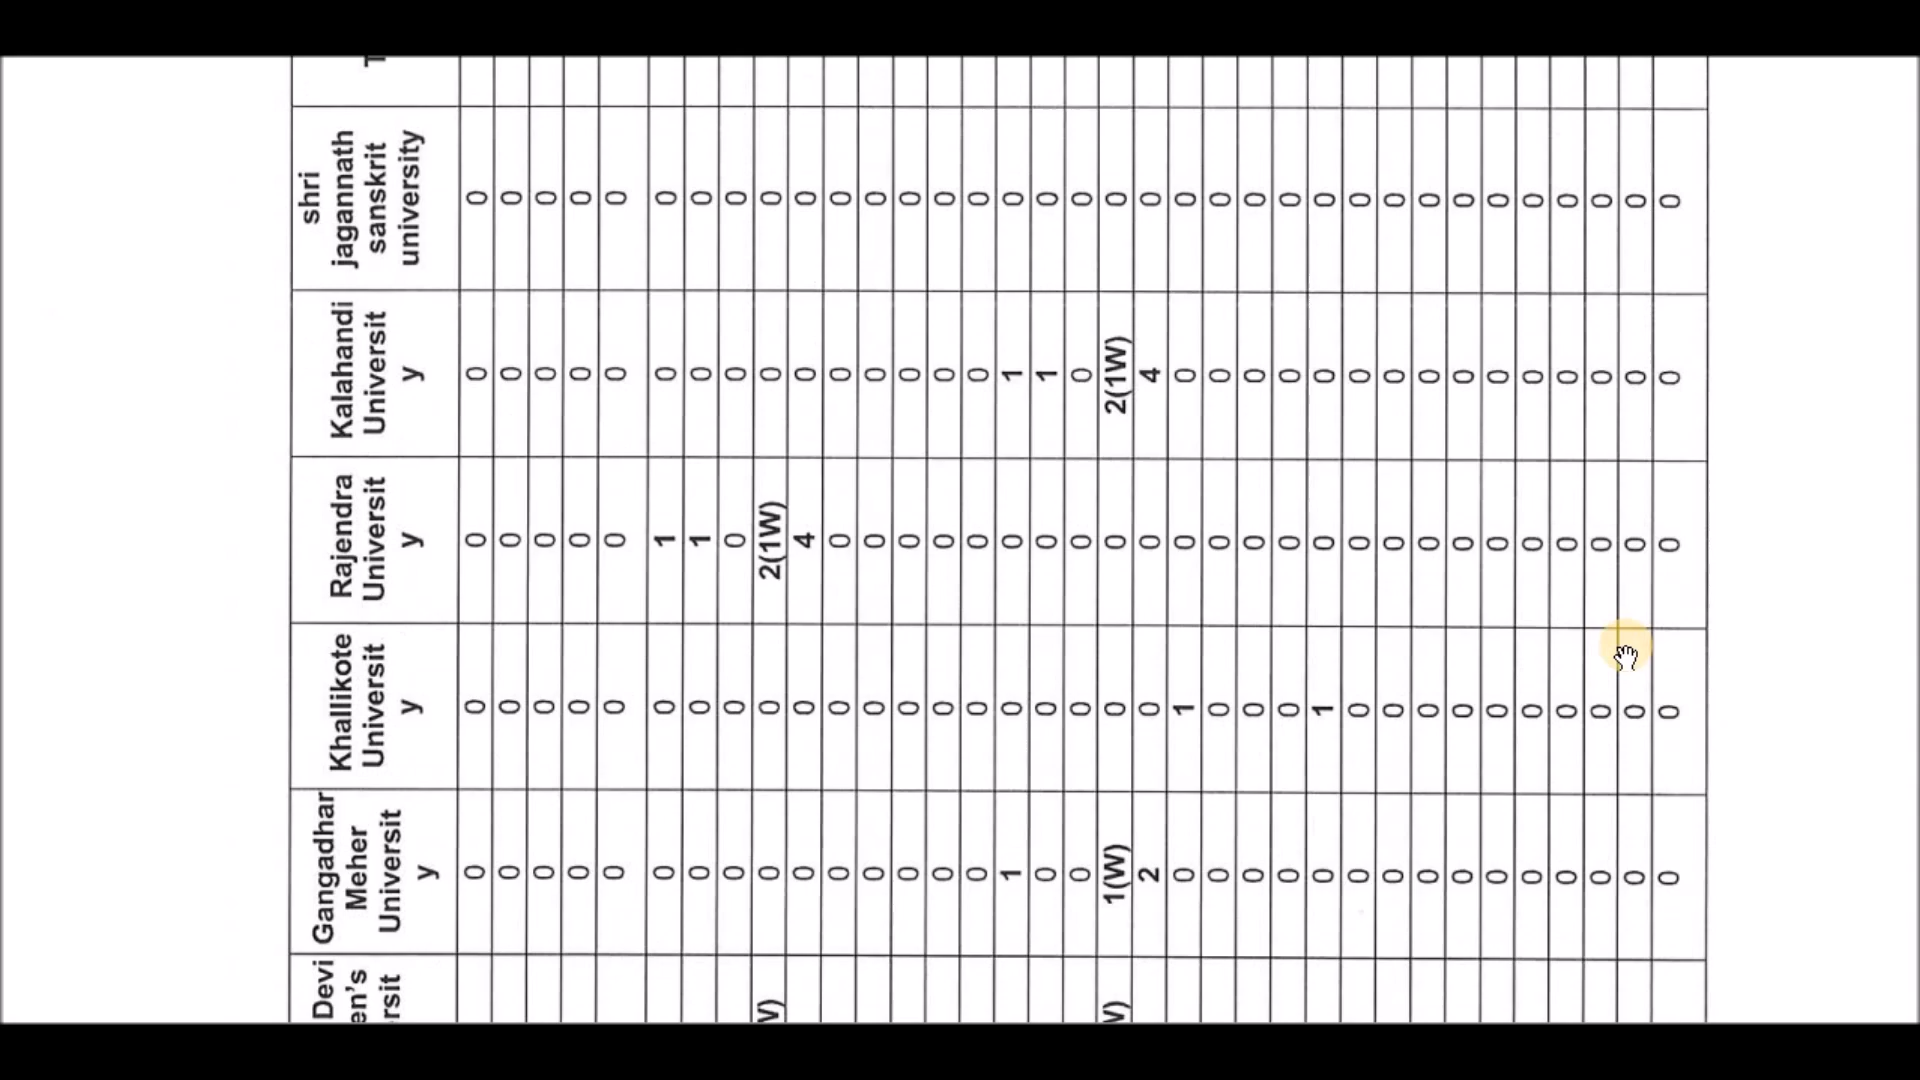 Devi
en's
rsit
Gangadhar
Meher
Universit
y
Khallikote
Universit
y
Rajendra
Universit
y
Kalahandi
Universit
y
shri
jagannath
sanskrit
university
0 0 0 0 0
0 0 0 0 0
0 0 0 0 0
0 0 0 0 0
0 0 0 0 0
0 0 1 0 0
0 0 1 0 0
0 0 0 0 0
0 0 2(1W) 0 0
0 0 4 0 0
0 0 0 0 0
0 0 0 0 0
0 0 0 0 0
0 0 0 0 0
0 0 0 0 0
1 0 0 1 0
0 0 0 1 0
0 0 0 0 0
1(W) 0 0 2(1W) 0
2 0 0 4 0
0 1 0 0 0
0 0 0 0 0
0 0 0 0 0
0 0 0 0 0
0 1 0 0 0
0 0 0 0 0
0 0 0 0 0
0 0 0 0 0
0 0 0 0 0
0 0 0 0 0
0 0 0 0 0
0 0 0 0 0
0 0 0 0 0
0 0 0 0 0
0 0 0 0 0